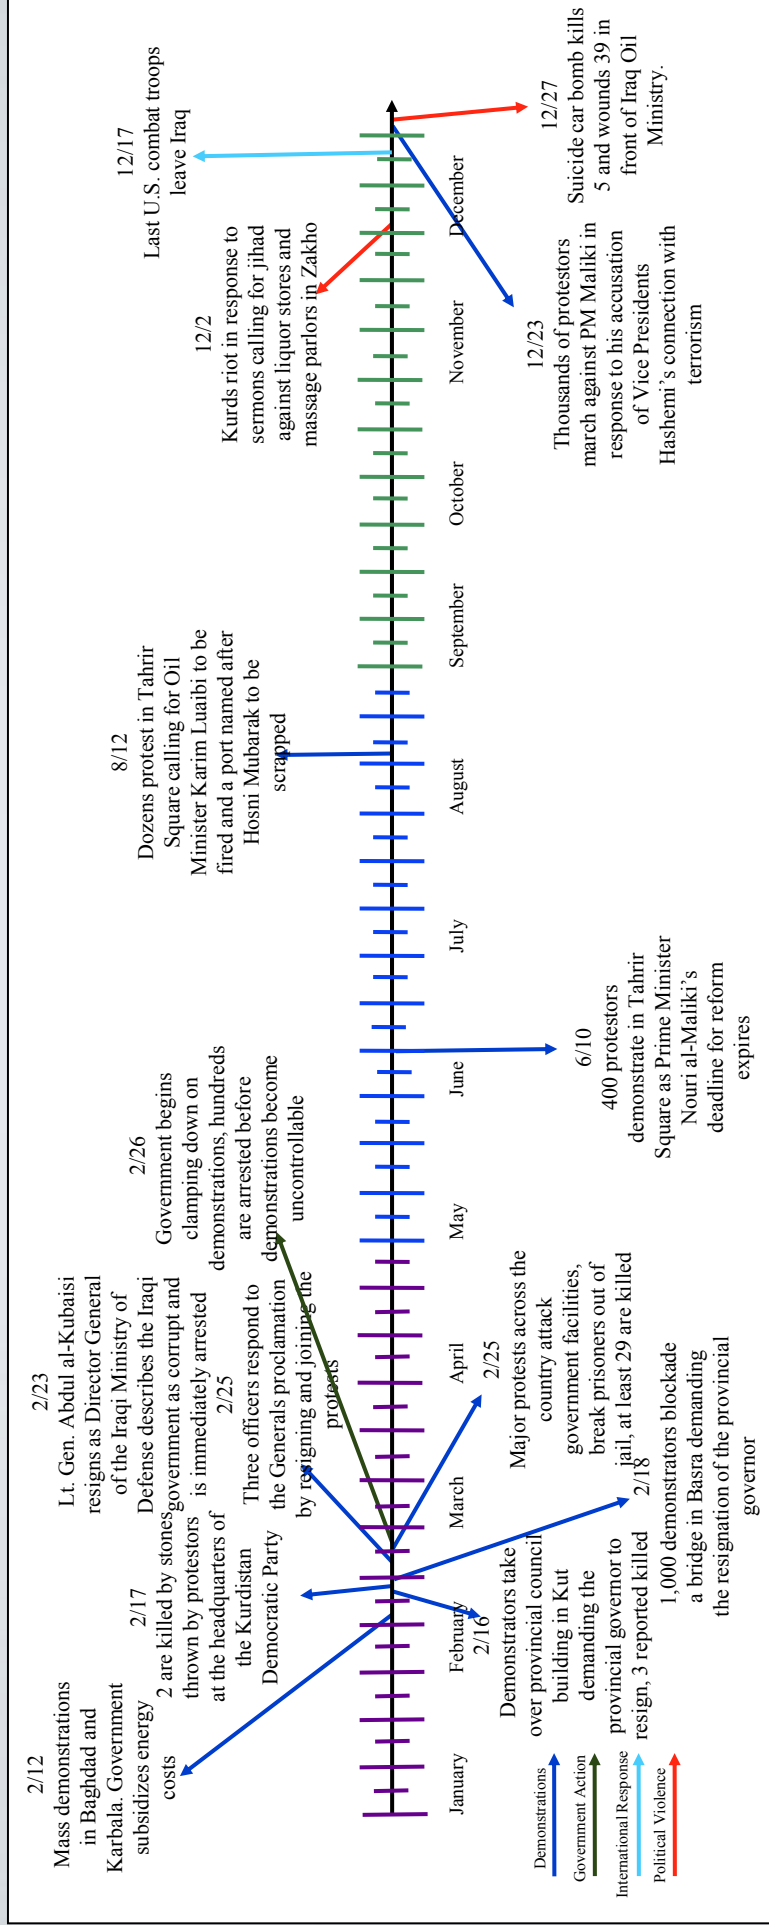 2/12
Mass demonstrations
in Baghdad and
Karbala. Government
subsidizes energy
costs
2/17
2 are killed by stones
thrown by protestors
at the headquarters of
the Kurdistan
Democratic Party
2/23
Lt. Gen. Abdul al-Kubaisi
resigns as Director General
of the Iraqi Ministry of
Defense describes the Iraqi
government as corrupt and
is immediately arrested
2/25
Three officers respond to
the Generals proclamation
by resigning and joining the
protests
2/26
Government begins
clamping down on
demonstrations, hundreds
are arrested before
demonstrations become
uncontrollable
8/12
Dozens protest in Tahrir
Square calling for Oil
Minister Karim Luaibi to be
fired and a port named after
Hosni Mubarak to be
scrapped
12/2
Kurds riot in response to
sermons calling for jihad
against liquor stores and
massage parlors in Zakho
12/17
Last U.S. combat troops
leave Iraq
January
February
March
April
May
June
July
August
September
October
November
December
2/16
Demonstrators take
over provincial council
building in Kut
demanding the
provincial governor to
resign, 3 reported killed
2/18
1,000 demonstrators blockade
a bridge in Basra demanding
the resignation of the provincial
governor
2/25
Major protests across the
country attack
government facilities,
break prisoners out of
jail, at least 29 are killed
6/10
400 protestors
demonstrate in Tahrir
Square as Prime Minister
Nouri al-Maliki's
deadline for reform
expires
12/23
Thousands of protestors
march against PM Maliki in
response to his accusation
of Vice Presidents
Hashemi's connection with
terrorism
12/27
Suicide car bomb kills
5 and wounds 39 in
front of Iraq Oil
Ministry.
Demonstrations
Government Action
International Response
Political Violence